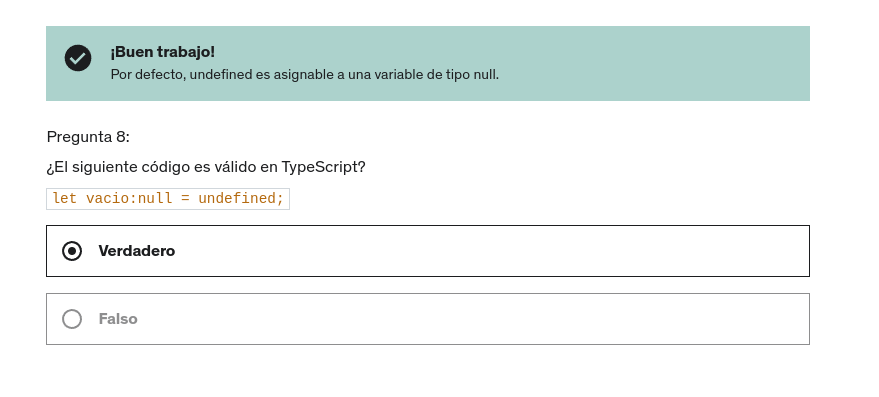 ¡Buen trabajo!
Por defecto, undefined es asignable a una variable de tipo null.
Pregunta 8:
¿El siguiente código es válido en TypeScript?
let vacio:null = undefined;
Verdadero
Falso